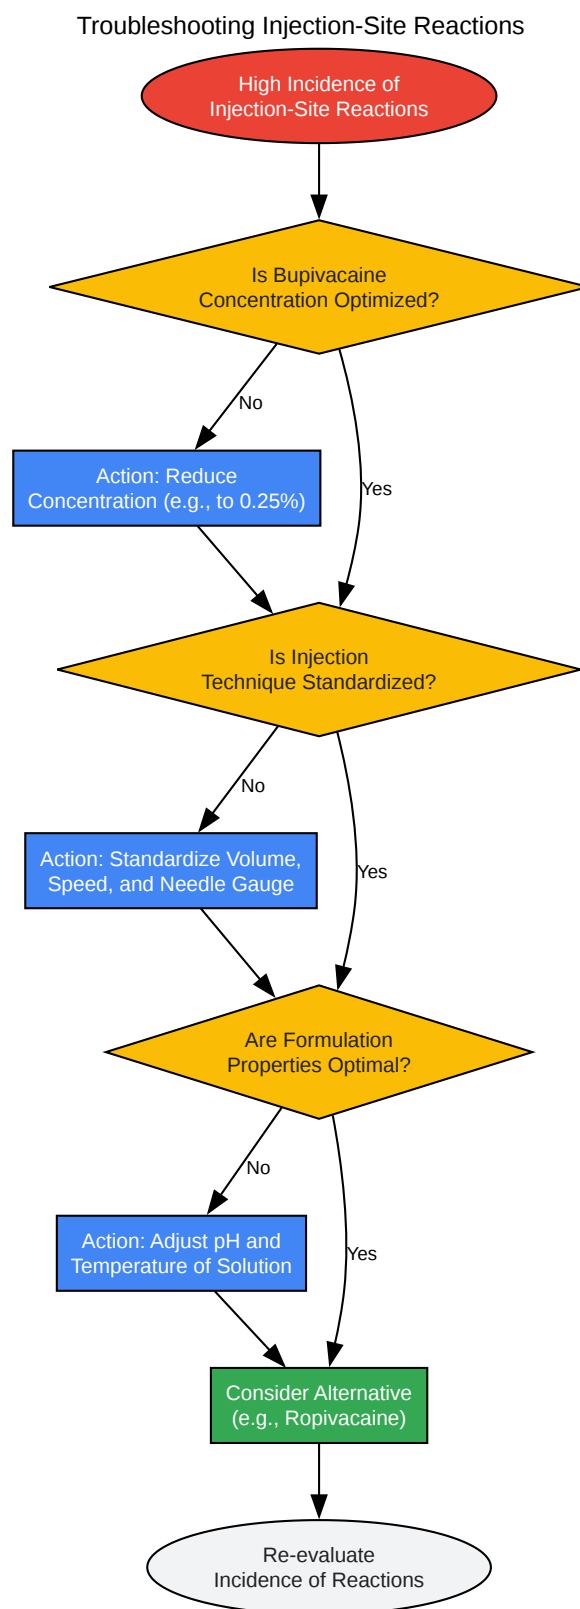 Troubleshooting Injection-Site Reactions
High Incidence of
Injection-Site Reactions
Is Bupivacaine
Concentration Optimized?
No
Yes
Action: Reduce
Concentration (e.g., to 0.25%)
Is Injection
Technique Standardized?
No
Yes
Action: Standardize Volume,
Speed, and Needle Gauge
Are Formulation
Properties Optimal?
No
Yes
Action: Adjust pH and
Temperature of Solution
Consider Alternative
(e.g., Ropivacaine)
Re-evaluate
Incidence of Reactions